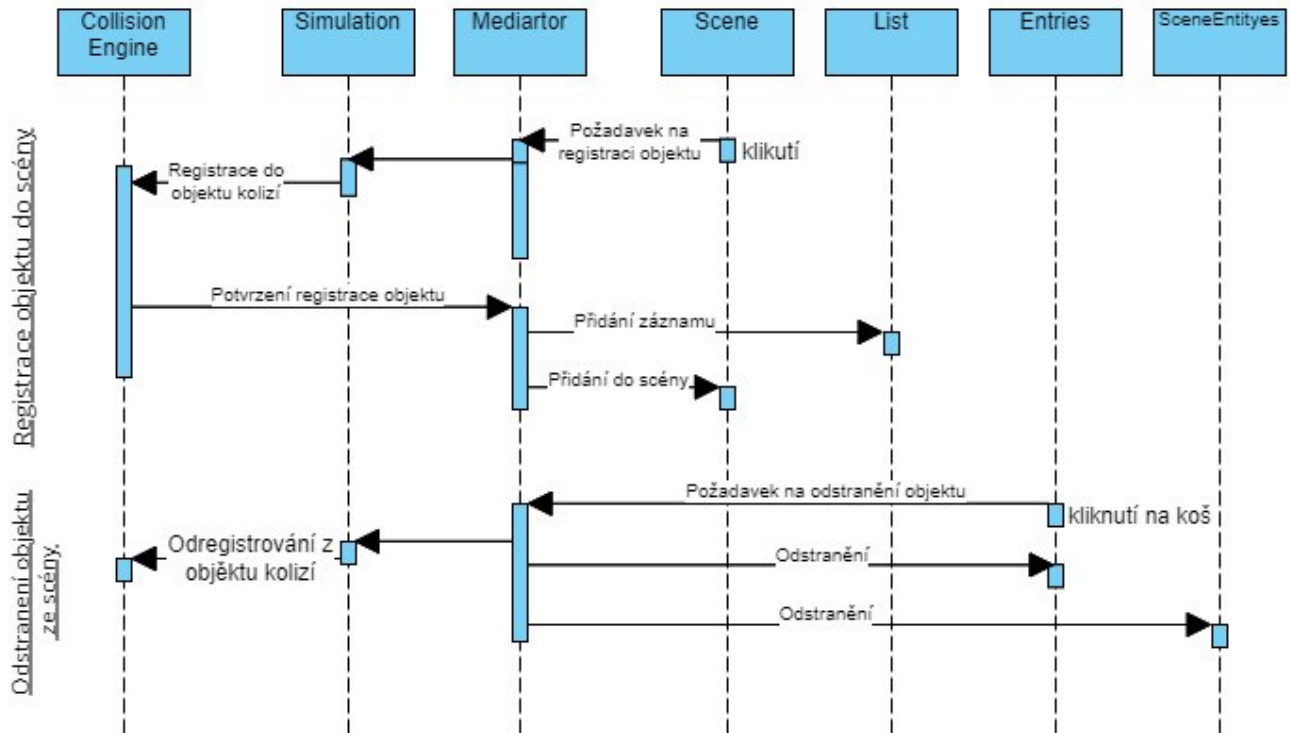 Collision
Engine
Simulation
Mediartor
Scene
List
Entries
SceneEntityes
Registrace objektu do scény
Požadavek na
registraci objektu
klikutí
Registrace do
objektu kolizí
Potvrzení registrace objektu
Přidání záznamu
Přidání do scény
Odstranení objektu
ze scény
Požadavek na odstranění objektu
kliknutí na koš
Odregistrování z
objěktu kolizí
Odstranění
Odstranění